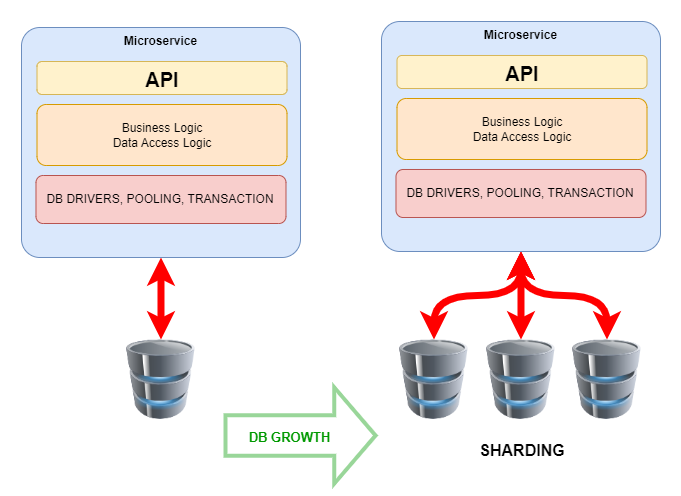 Microservice
API
Business Logic
Data Access Logic
DB DRIVERS, POOLING, TRANSACTION
Microservice
API
Business Logic
Data Access Logic
DB DRIVERS, POOLING, TRANSACTION
DB GROWTH
SHARDING